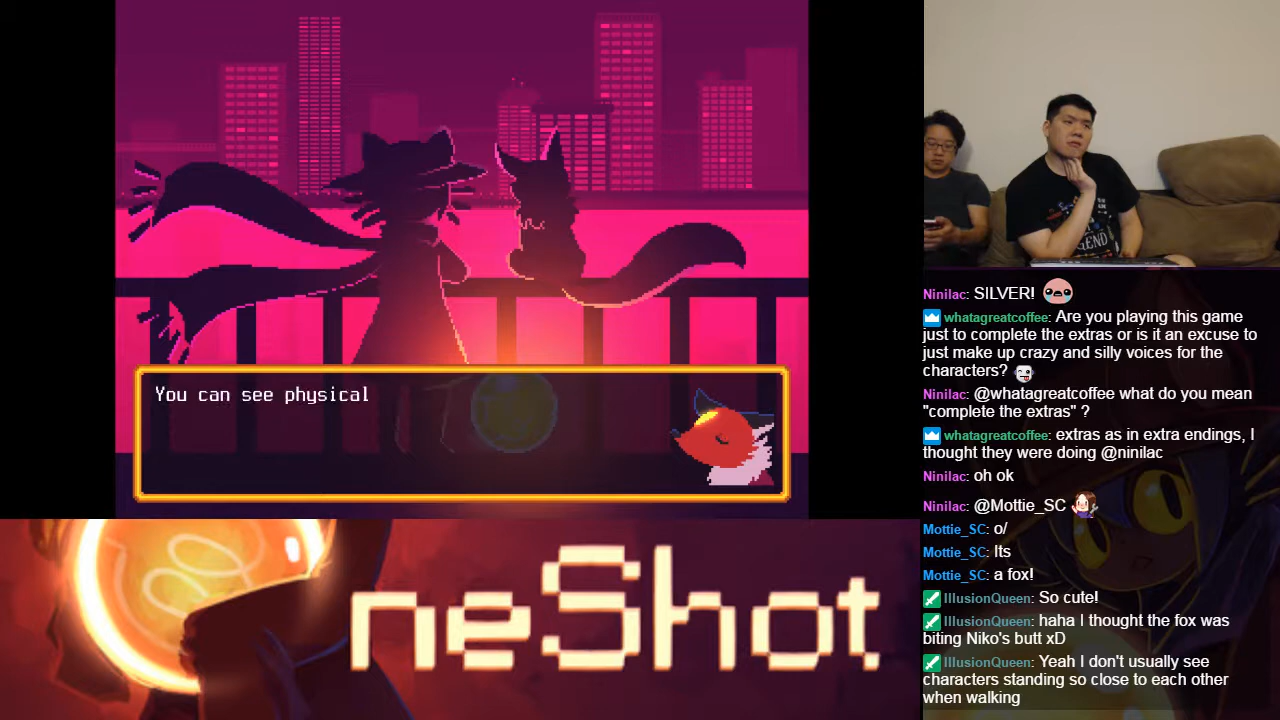 You can see physical
neShot
LEGEND
Ninilac: SILVER!
whatagreatcoffee: Are you playing this game
just to complete the extras or is it an excuse to
just make up crazy and silly voices for the
characters?
Ninilac: @whatagreatcoffee what do you mean
"complete the extras" ?
whatagreatcoffee: extras as in extra endings, I
thought they were doing @ninilac
Ninilac: oh ok
Ninilac: @Mottie_SC
Mottie_SC: o/
Mottie_SC: Its
Mottie_SC: a fox!
IllusionQueen: So cute!
IllusionQueen: haha I thought the fox was
biting Niko's butt xD
IllusionQueen: Yeah I don't usually see
characters standing so close to each other
when walking